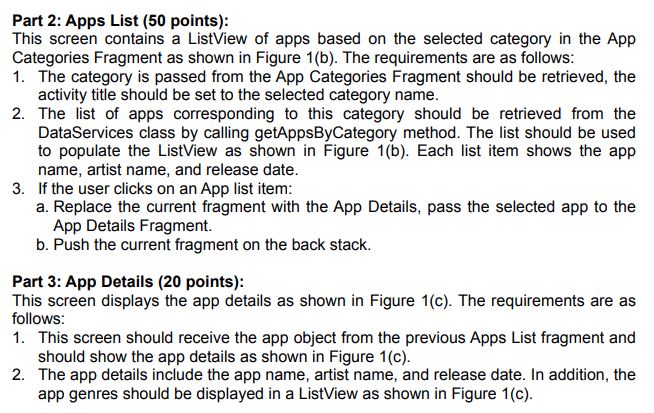 Part 2: Apps List (50 points):
This screen contains a ListView of apps based on the selected category in the App
Categories Fragment as shown in Figure 1(b). The requirements are as follows:
1. The category is passed from the App Categories Fragment should be retrieved, the
activity title should be set to the selected category name.
2. The list of apps corresponding to this category should be retrieved from the
DataServices class by calling getAppsByCategory method. The list should be used
to populate the ListView as shown in Figure 1(b). Each list item shows the app
name, artist name, and release date.
3. If the user clicks on an App list item:
a. Replace the current fragment with the App Details, pass the selected app to the
App Details Fragment.
b. Push the current fragment on the back stack.
Part 3: App Details (20 points):
This screen displays the app details as shown in Figure 1(c). The requirements are as
follows:
1. This screen should receive the app object from the previous Apps List fragment and
should show the app details as shown in Figure 1(c).
2. The app details include the app name, artist name, and release date. In addition, the
app genres should be displayed in a ListView as shown in Figure 1(c).